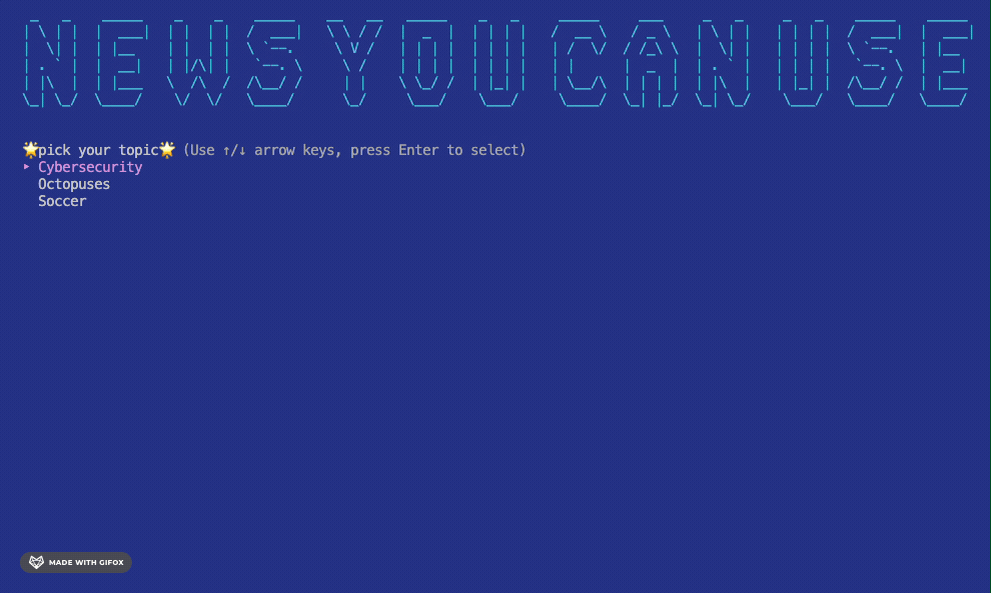 NEWS YOU CAN USE
🌟pick your topic🌟 (Use ↑/↓ arrow keys, press Enter to select)
▸ Cybersecurity
Octopuses
Soccer
MADE WITH GIFOX